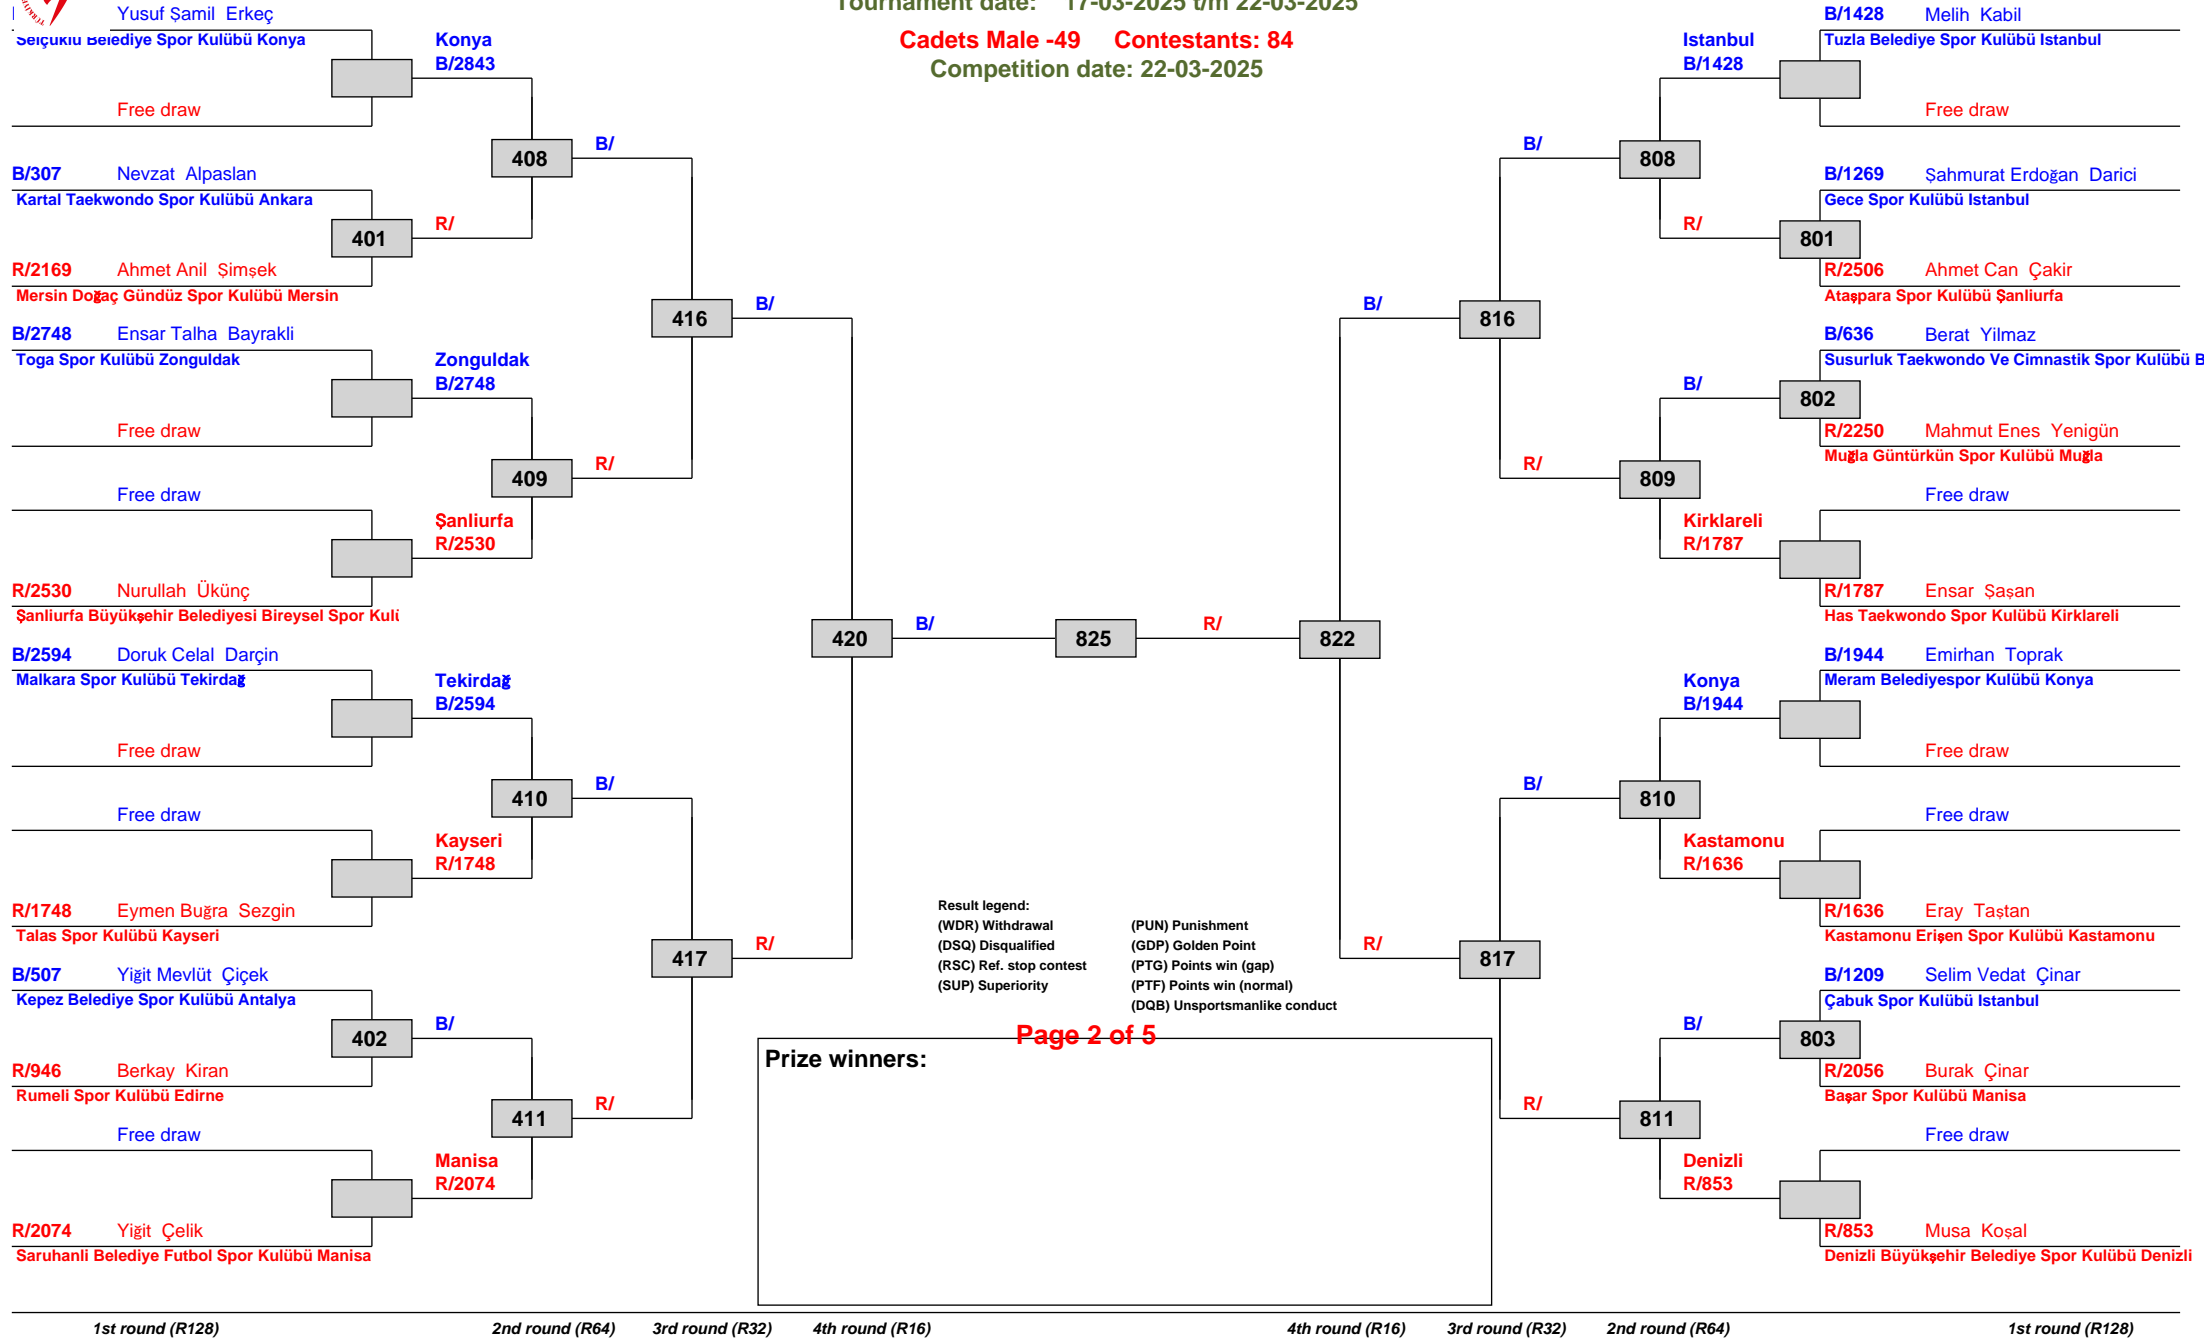 Tournament date: 17-03-2025 t/m 22-03-2025
Cadets Male -49 Contestants: 84
Competition date: 22-03-2025
Yusuf Şamil Erkeç
Selçuklu Belediye Spor Kulübü Konya
Free draw
Konya
B/2843
B/307 Nevzat Alpaslan
Kartal Taekwondo Spor Kulübü Ankara
401
R/
R/2169 Ahmet Anil Şimşek
Mersin Doğaç Gündüz Spor Kulübü Mersin
408
B/
B/2748 Ensar Talha Bayrakli
Toga Spor Kulübü Zonguldak
Zonguldak
B/2748
Free draw
409
R/
Free draw
Şanliurfa
R/2530
R/2530 Nurullah Ükünç
Şanliurfa Büyükşehir Belediyesi Bireysel Spor Kulü
416
B/
B/2594 Doruk Celal Darçin
Malkara Spor Kulübü Tekirdağ
Tekirdağ
B/2594
Free draw
410
B/
Free draw
Kayseri
R/1748
R/1748 Eymen Buğra Sezgin
Talas Spor Kulübü Kayseri
417
R/
B/507 Yiğit Mevlüt Çiçek
Kepez Belediye Spor Kulübü Antalya
402
B/
R/946 Berkay Kiran
Rumeli Spor Kulübü Edirne
411
R/
Free draw
Manisa
R/2074
R/2074 Yiğit Çelik
Saruhanli Belediye Futbol Spor Kulübü Manisa
420
B/
825
R/
822
B/1428 Melih Kabil
Tuzla Belediye Spor Kulübü Istanbul
Istanbul
B/1428
Free draw
B/
808
B/1269 Şahmurat Erdoğan Darici
Gece Spor Kulübü Istanbul
R/
801
R/2506 Ahmet Can Çakir
Ataşpara Spor Kulübü Şanliurfa
B/
816
B/636 Berat Yilmaz
Susurluk Taekwondo Ve Cimnastik Spor Kulübü B
B/
802
R/2250 Mahmut Enes Yenigün
Muğla Güntürkün Spor Kulübü Muğla
R/
809
Free draw
Kirklareli
R/1787
R/1787 Ensar Şaşan
Has Taekwondo Spor Kulübü Kirklareli
B/1944 Emirhan Toprak
Meram Belediyespor Kulübü Konya
Konya
B/1944
Free draw
B/
810
Free draw
Kastamonu
R/1636
R/1636 Eray Taştan
Kastamonu Erişen Spor Kulübü Kastamonu
R/
817
B/1209 Selim Vedat Çinar
Çabuk Spor Kulübü Istanbul
B/
803
R/2056 Burak Çinar
Başar Spor Kulübü Manisa
R/
811
Free draw
Denizli
R/853
R/853 Musa Koşal
Denizli Büyükşehir Belediye Spor Kulübü Denizli
Result legend:
(WDR) Withdrawal (PUN) Punishment
(DSQ) Disqualified (GDP) Golden Point
(RSC) Ref. stop contest (PTG) Points win (gap)
(SUP) Superiority (PTF) Points win (normal)
(DQB) Unsportsmanlike conduct
Page 2 of 5
Prize winners:
1st round (R128) 2nd round (R64) 3rd round (R32) 4th round (R16) 4th round (R16) 3rd round (R32) 2nd round (R64) 1st round (R128)